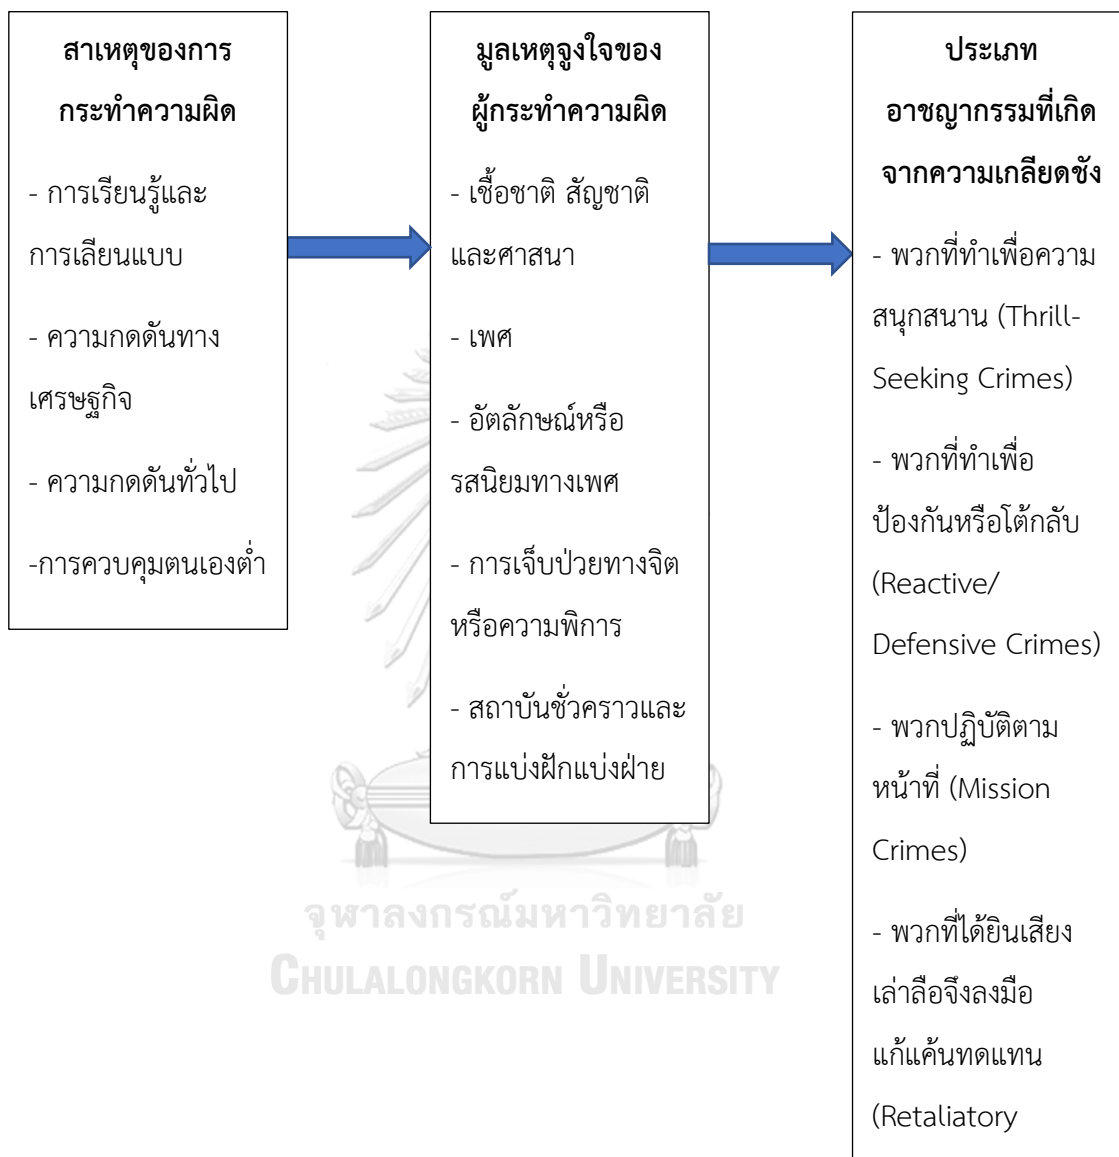 สาเหตุของการ
กระทำความผิด
- การเรียนรู้และ
การเลียนแบบ
- ความกดดันทาง
เศรษฐกิจ
- ความกดดันทั่วไป
-การควบคุมตนเองต่ำ
มูลเหตุจูงใจของ
ผู้กระทำความผิด
- เชื้อชาติ สัญชาติ
และศาสนา
- เพศ
- อัตลักษณ์หรือ
รสนิยมทางเพศ
- การเจ็บป่วยทางจิต
หรือความพิการ
- สถาบันชั่วคราวและ
การแบ่งฝักแบ่งฝ่าย
ประเภท
อาชญากรรมที่เกิด
จากความเกลียดชัง
- พวกที่ทำเพื่อความ
สนุกสนาน (Thrill-
Seeking Crimes)
- พวกที่ทำเพื่อ
ป้องกันหรือโต้กลับ
(Reactive/
Defensive Crimes)
- พวกปฏิบัติตาม
หน้าที่ (Mission
Crimes)
- พวกที่ได้ยินเสียง
เล่าลือจึงลงมือ
แก้แค้นทดแทน
(Retaliatory
จุฬาลงกรณ์มหาวิทยาลัย
CHULALONGKORN UNIVERSITY